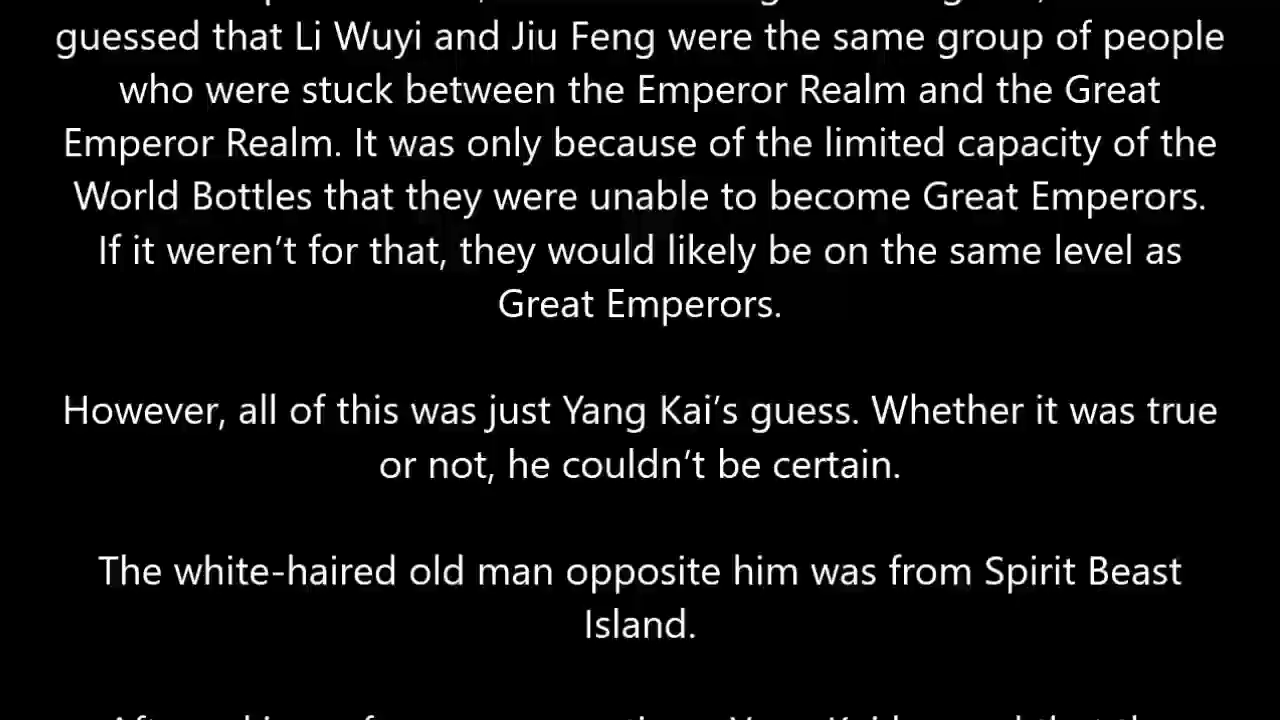 guessed that Li Wuyi and Jiu Feng were the same group of people
who were stuck between the Emperor Realm and the Great
Emperor Realm. It was only because of the limited capacity of the
World Bottles that they were unable to become Great Emperors.
If it weren’t for that, they would likely be on the same level as
Great Emperors.
However, all of this was just Yang Kai’s guess. Whether it was true
or not, he couldn’t be certain.
The white-haired old man opposite him was from Spirit Beast
Island.